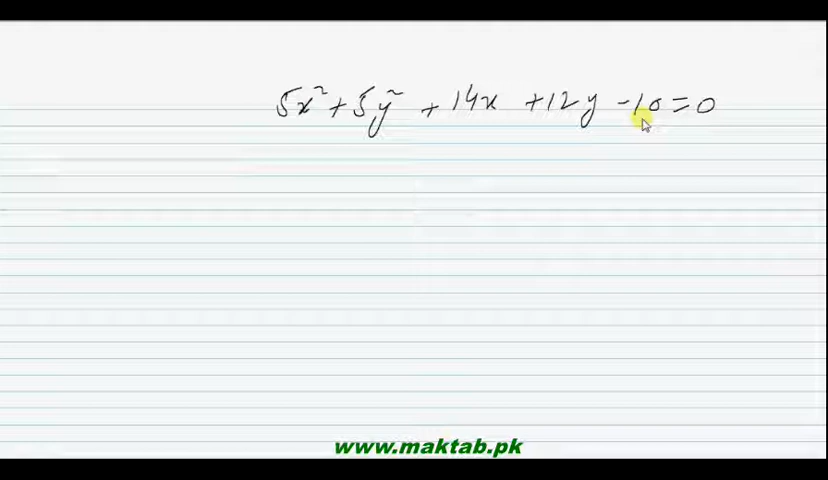 5x² + 5y² + 14x + 12y - 10 = 0
www.maktab.pk